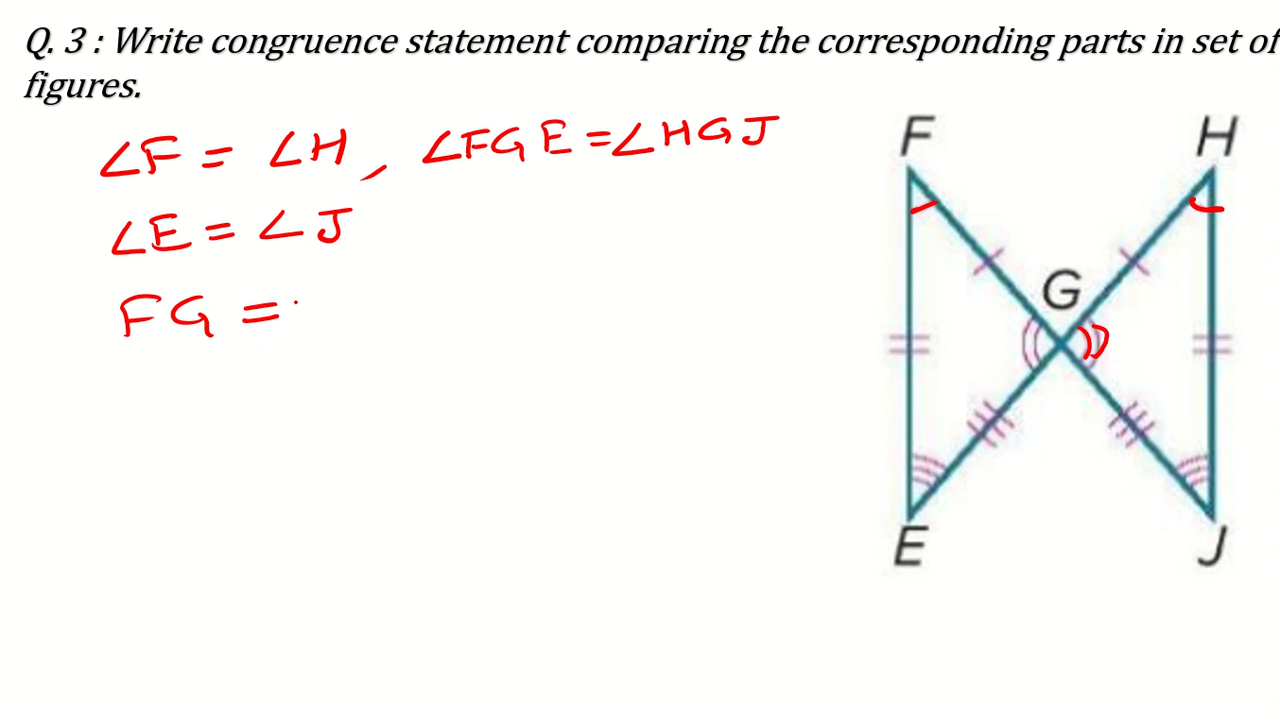 Q. 3 : Write congruence statement comparing the corresponding parts in set of
figures.
∠F = ∠H, ∠FGE=∠HGJ
∠E = ∠J
FG =
F
H
G
E
J